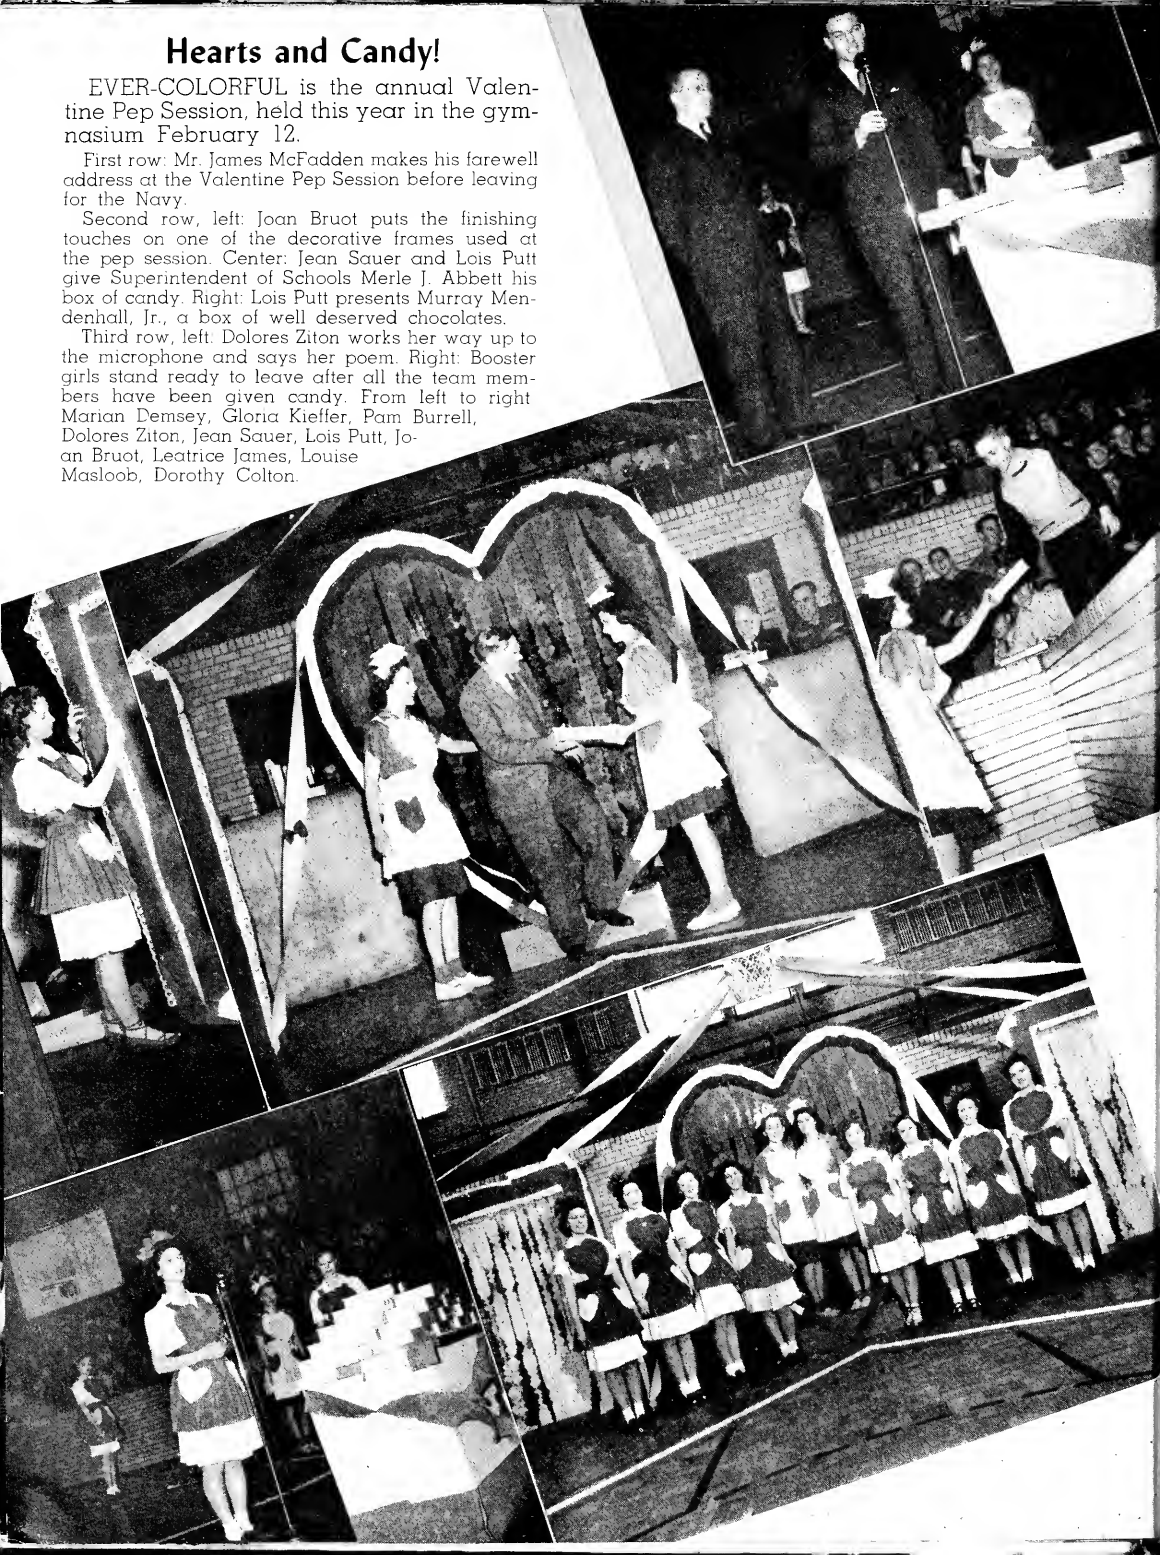 Hearts and Candy!
EVER-COLORFUL is the annual Valen-
tine Pep Session, held this year in the gym-
nasium February 12.
First row: Mr. James McFadden makes his farewell
address at the Valentine Pep Session before leaving
for the Navy.
Second row, left: Joan Bruot puts the finishing
touches on one of the decorative frames used at
the pep session. Center: Jean Sauer and Lois Putt
give Superintendent of Schools Merle J. Abbett his
box of candy. Right: Lois Putt presents Murray Men-
denhall, Jr., a box of well deserved chocolates.
Third row, left: Dolores Ziton works her way up to
the microphone and says her poem. Right: Booster
girls stand ready to leave after all the team mem-
bers have been given candy. From left to right
Marian Demsey, Gloria Kieffer, Pam Burrell,
Dolores Ziton, Jean Sauer, Lois Putt, Jo-
an Bruot, Leatrice James, Louise
Masloob, Dorothy Colton.